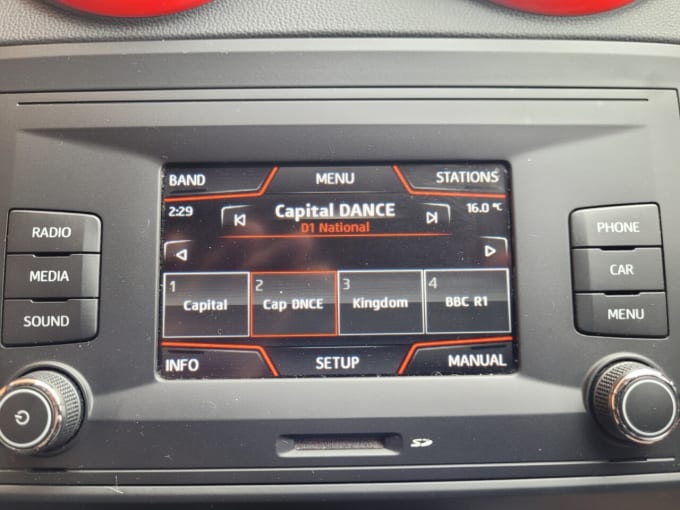 BAND MENU STATIONS
2:29 Capital DANCE 16.0 °C
D1 National
RADIO
MEDIA
SOUND
1 Capital
2 Cap DNCE
3 Kingdom
4 BBC R1
INFO SETUP MANUAL
PHONE
CAR
MENU
SD